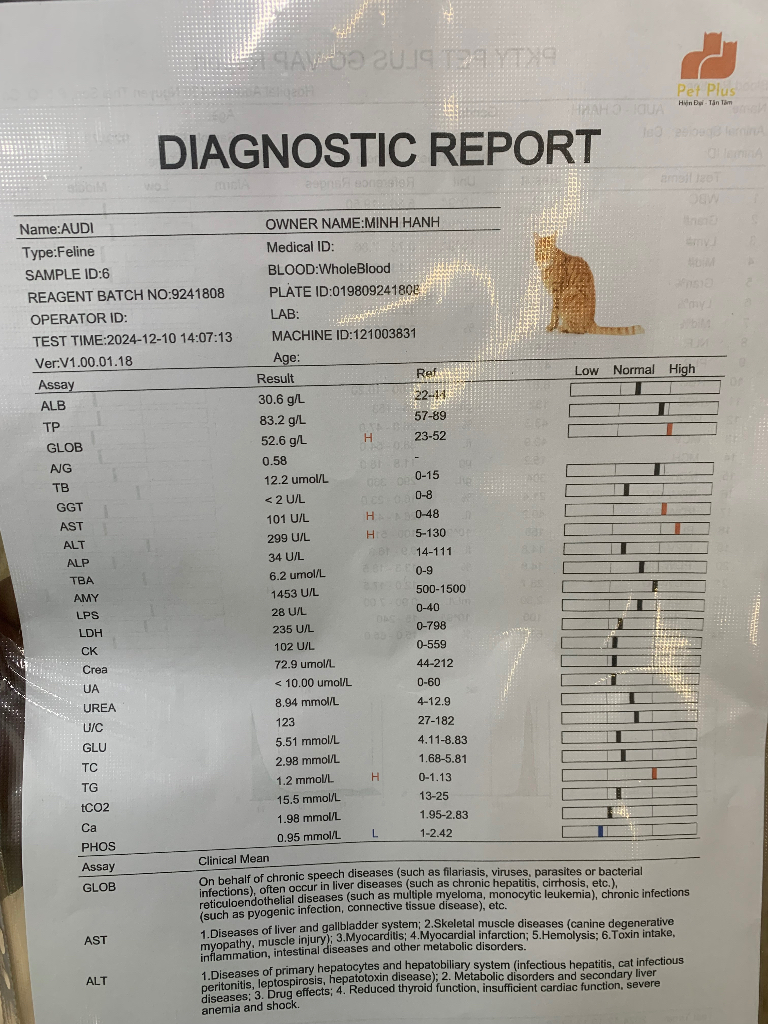 Pet Plus
Hiện Đại - Tận Tâm
DIAGNOSTIC REPORT
Name:AUDI OWNER NAME:MINH HANH
Type:Feline Medical ID:
SAMPLE ID:6 BLOOD:WholeBlood
REAGENT BATCH NO:9241808 PLATE ID:019809241808
OPERATOR ID: LAB:
TEST TIME:2024-12-10 14:07:13 MACHINE ID:121003831
Ver:V1.00.01.18 Age:
Assay Result Ref. Low Normal High
ALB 30.6 g/L 22-44
TP 83.2 g/L 57-89
GLOB 52.6 g/L H 23-52
A/G 0.58 -
TB 12.2 umol/L 0-15
GGT < 2 U/L 0-8
AST 101 U/L H 0-48
ALT 299 U/L H 5-130
ALP 34 U/L 14-111
TBA 6.2 umol/L 0-9
AMY 1453 U/L 500-1500
LPS 28 U/L 0-40
LDH 235 U/L 0-798
CK 102 U/L 0-559
Crea 72.9 umol/L 44-212
UA < 10.00 umol/L 0-60
UREA 8.94 mmol/L 4-12.9
U/C 123 27-182
GLU 5.51 mmol/L 4.11-8.83
TC 2.98 mmol/L 1.68-5.81
TG 1.2 mmol/L H 0-1.13
tCO2 15.5 mmol/L 13-25
Ca 1.98 mmol/L 1.95-2.83
PHOS 0.95 mmol/L L 1-2.42
Assay Clinical Mean
GLOB On behalf of chronic speech diseases (such as filariasis, viruses, parasites or bacterial
infections), often occur in liver diseases (such as chronic hepatitis, cirrhosis, etc.),
reticuloendothelial diseases (such as multiple myeloma, monocytic leukemia), chronic infections
(such as pyogenic infection, connective tissue disease), etc.
AST 1.Diseases of liver and gallbladder system; 2.Skeletal muscle diseases (canine degenerative
myopathy, muscle injury); 3.Myocarditis; 4.Myocardial infarction; 5.Hemolysis; 6.Toxin intake,
inflammation, intestinal diseases and other metabolic disorders.
ALT 1.Diseases of primary hepatocytes and hepatobiliary system (infectious hepatitis, cat infectious
peritonitis, leptospirosis, hepatotoxin disease); 2. Metabolic disorders and secondary liver
diseases; 3. Drug effects; 4. Reduced thyroid function, insufficient cardiac function, severe
anemia and shock.